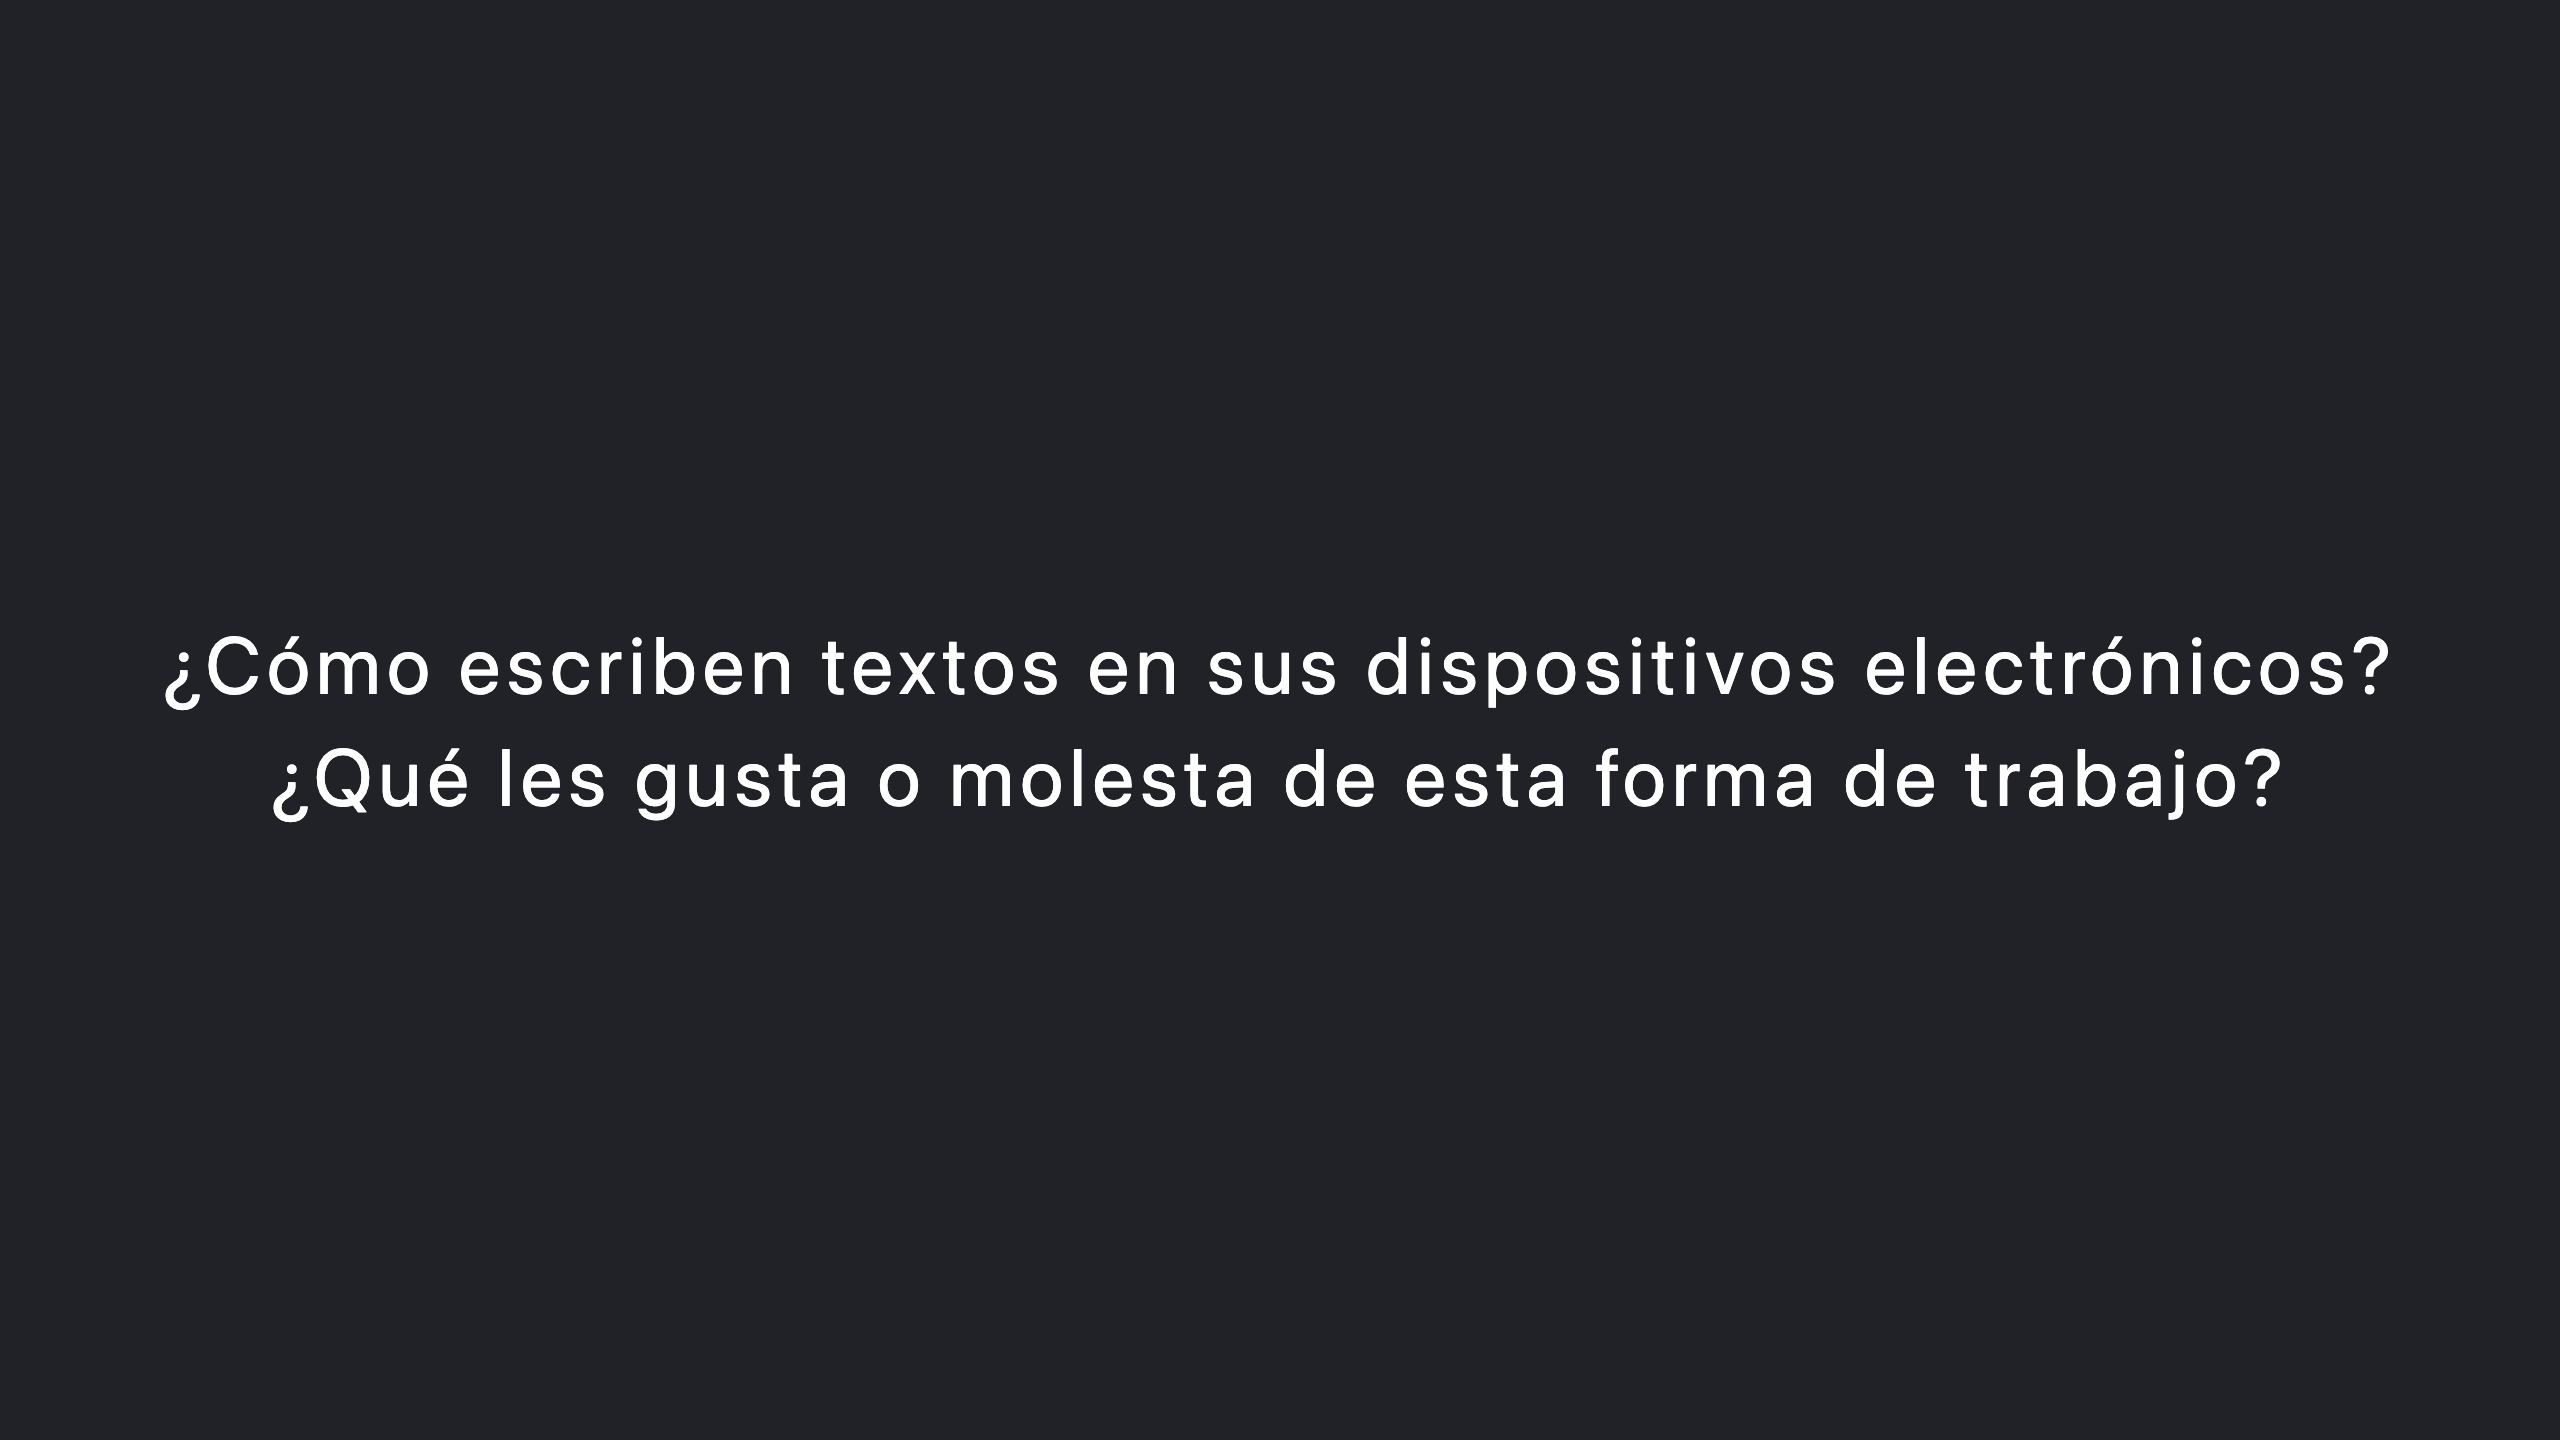 ¿Cómo escriben textos en sus dispositivos electrónicos?
¿Qué les gusta o molesta de esta forma de trabajo?